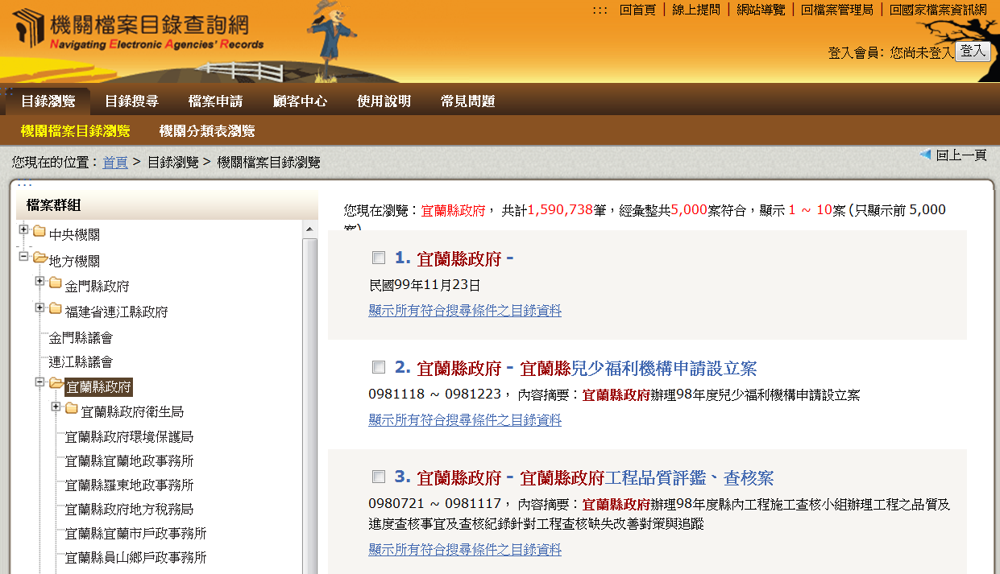 ::: 回首頁 | 線上提問 | 網站導覽 | 回檔案管理局 | 回國家檔案資訊網
機關檔案目錄查詢網
Navigating Electronic Agencies' Records
登入會員: 您尚未登入 登入
目錄瀏覽 目錄搜尋 檔案申請 顧客中心 使用說明 常見問題
機關檔案目錄瀏覽 機關分類表瀏覽
您現在的位置: 首頁 > 目錄瀏覽 > 機關檔案目錄瀏覽
回上一頁
檔案群組
中央機關
地方機關
金門縣政府
福建省連江縣政府
金門縣議會
連江縣議會
宜蘭縣政府
宜蘭縣政府衛生局
宜蘭縣政府環境保護局
宜蘭縣宜蘭地政事務所
宜蘭縣羅東地政事務所
宜蘭縣政府地方稅務局
宜蘭縣宜蘭市戶政事務所
宜蘭縣員山鄉戶政事務所
您現在瀏覽:宜蘭縣政府, 共計1,590,738筆,經彙整共5,000案符合,顯示 1 ~ 10案 (只顯示前 5,000
案)
1. 宜蘭縣政府 -
民國99年11月23日
顯示所有符合搜尋條件之目錄資料
2. 宜蘭縣政府 - 宜蘭縣兒少福利機構申請設立案
0981118 ~ 0981223, 內容摘要:宜蘭縣政府辦理98年度兒少福利機構申請設立案
顯示所有符合搜尋條件之目錄資料
3. 宜蘭縣政府 - 宜蘭縣政府工程品質評鑑、查核案
0980721 ~ 0981117, 內容摘要:宜蘭縣政府辦理98年度縣內工程施工查核小組辦理工程之品質及
進度查核事宜及查核紀錄針對工程查核缺失改善對策與追蹤
顯示所有符合搜尋條件之目錄資料